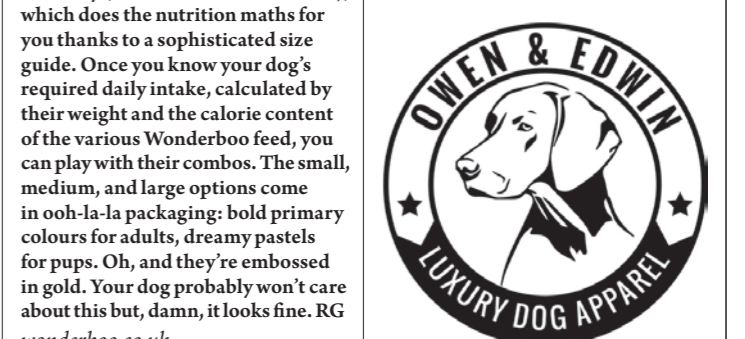 which does the nutrition maths for
you thanks to a sophisticated size
guide. Once you know your dog's
required daily intake, calculated by
their weight and the calorie content
of the various Wonderboo feed, you
can play with their combos. The small,
medium, and large options come
in ooh-la-la packaging: bold primary
colours for adults, dreamy pastels
for pups. Oh, and they're embossed
in gold. Your dog probably won't care
about this but, damn, it looks fine. RG
OWEN & EDWIN
LUXURY DOG APPAREL